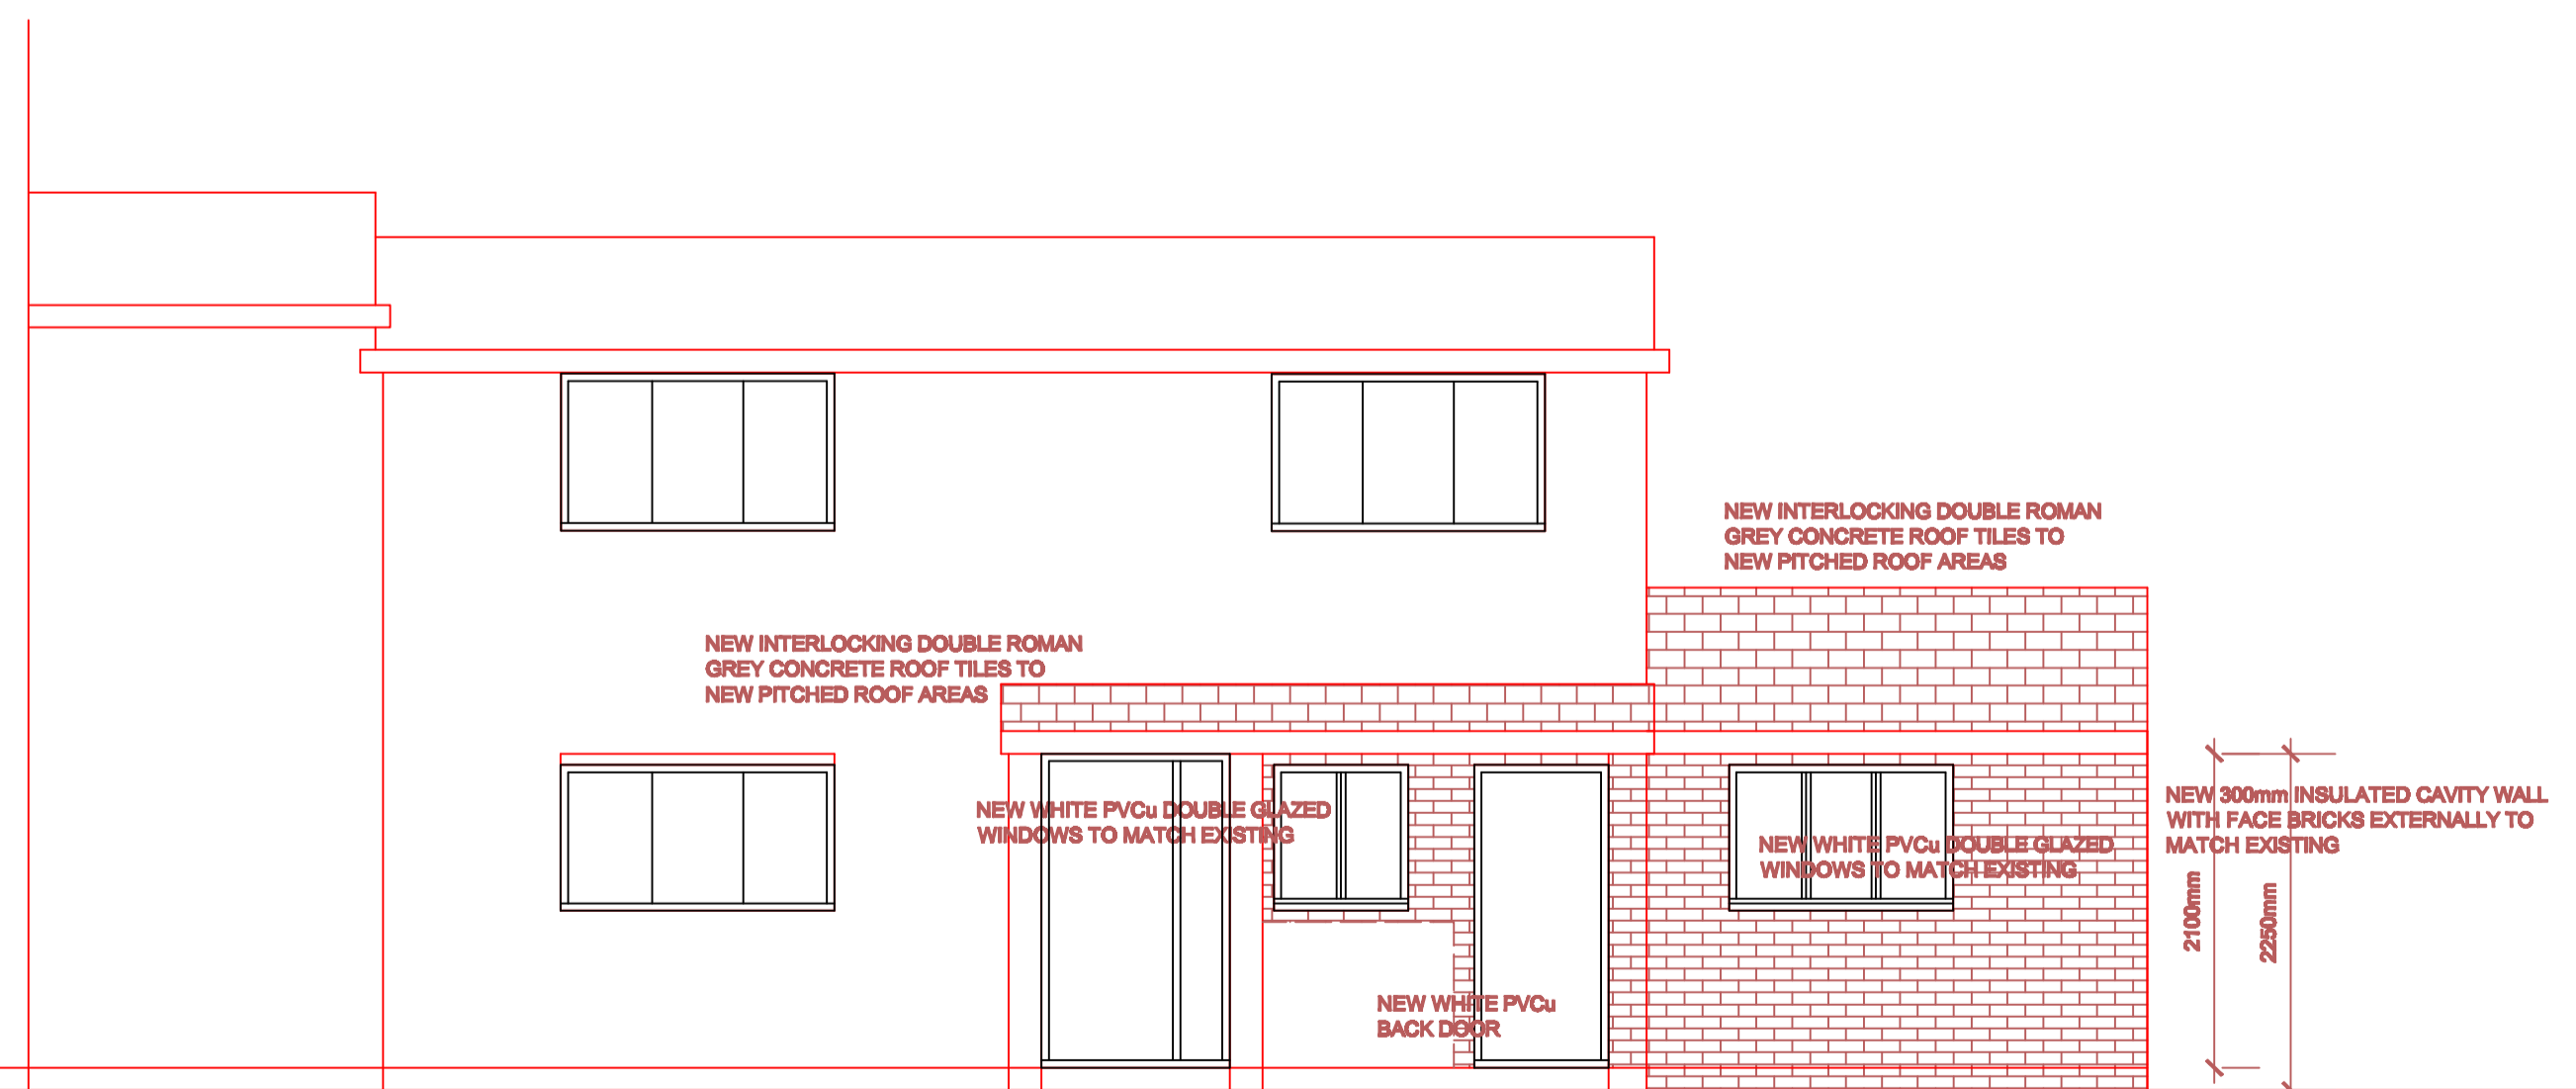 NEW INTERLOCKING DOUBLE ROMAN
GREY CONCRETE ROOF TILES TO
NEW PITCHED ROOF AREAS
NEW INTERLOCKING DOUBLE ROMAN
GREY CONCRETE ROOF TILES TO
NEW PITCHED ROOF AREAS
NEW WHITE PVCu DOUBLE GLAZED
WINDOWS TO MATCH EXISTING
NEW WHITE PVCu DOUBLE GLAZED
WINDOWS TO MATCH EXISTING
NEW 300mm INSULATED CAVITY WALL
WITH FACE BRICKS EXTERNALLY TO
MATCH EXISTING
2100mm
2250mm
NEW WHITE PVCu
BACK DOOR